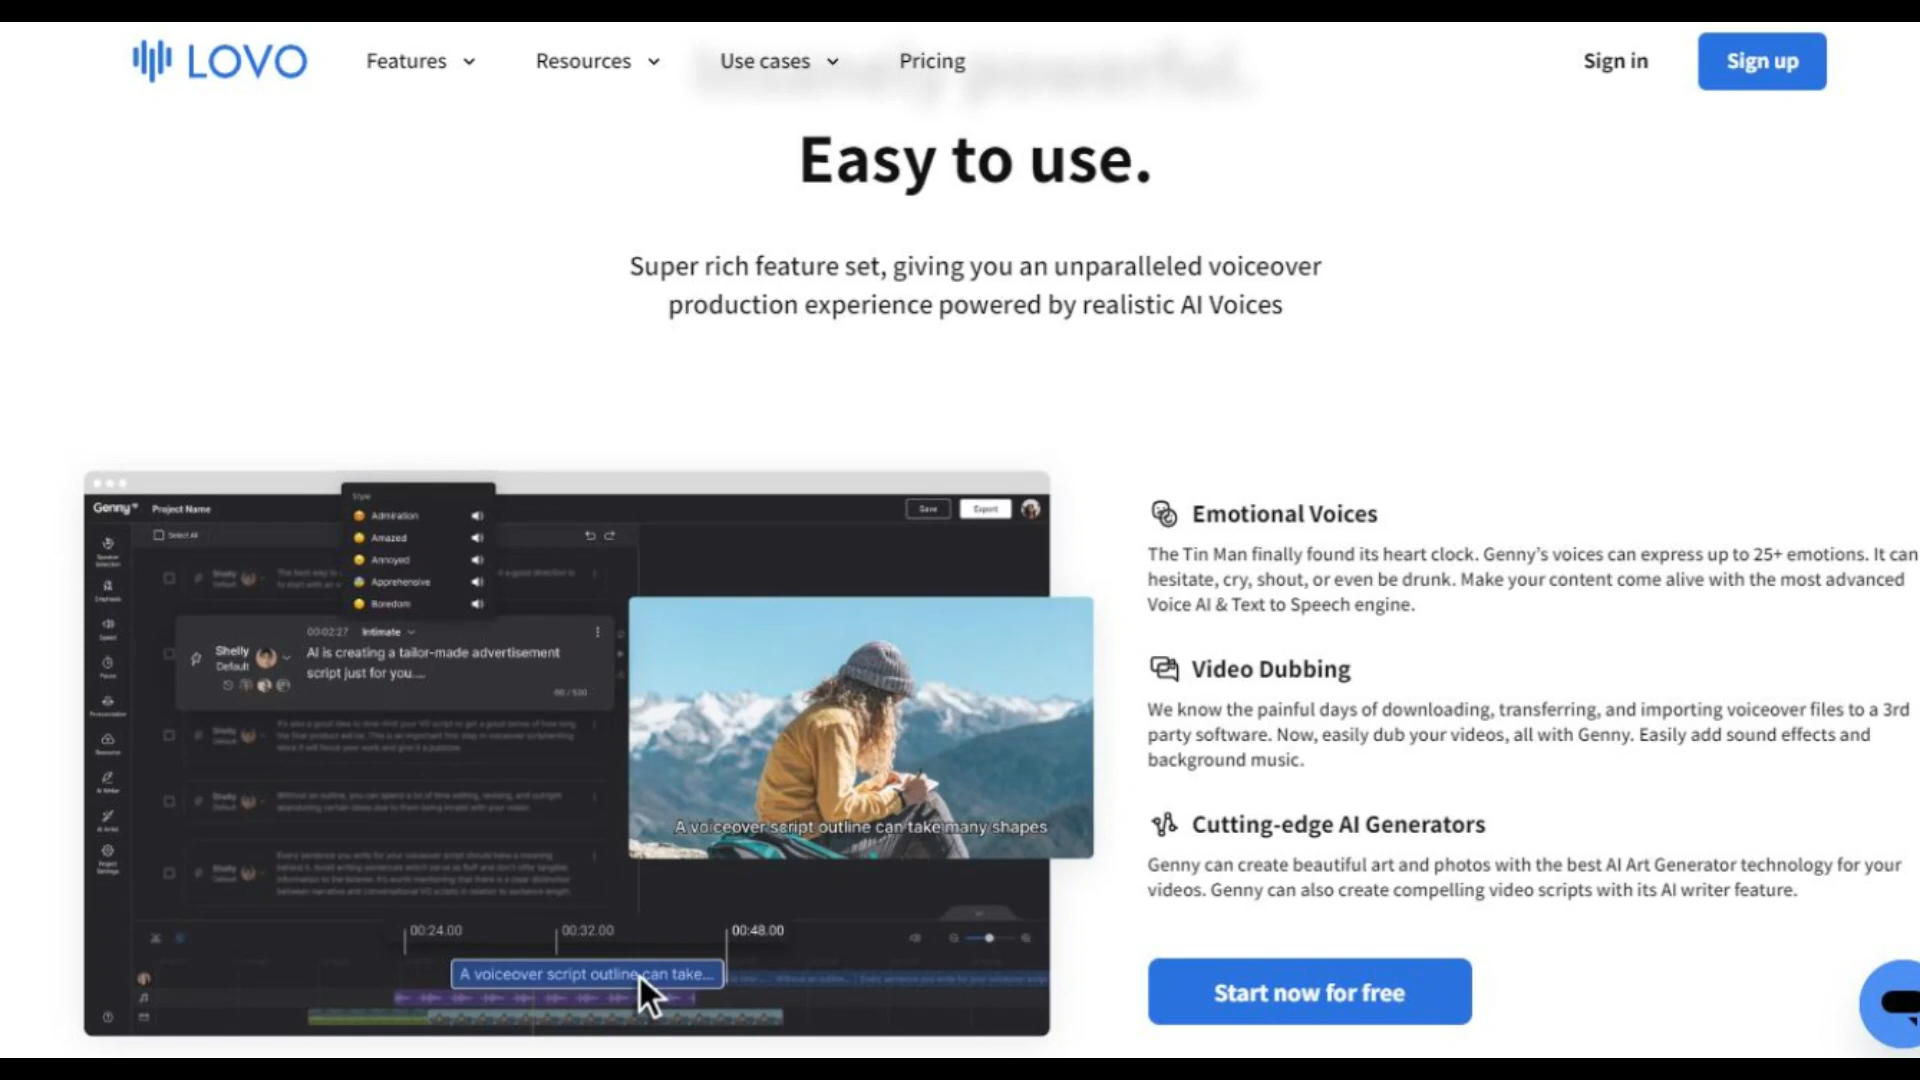 LOVO
Features
Resources
Use cases
Pricing
Sign in
Sign up
Insanely powerful.
Easy to use.
Super rich feature set, giving you an unparalleled voiceover
production experience powered by realistic AI Voices
Genny
Project Name
Save
Export
Select All
Style
Admiration
Amazed
Annoyed
Apprehensive
Boredom
00:02:27 Intimate
Shelly
Default
AI is creating a tailor-made advertisement
script just for you....
A voiceover script outline can take many shapes
00:24.00
00:32.00
00:48.00
A voiceover script outline can take...
Emotional Voices
The Tin Man finally found its heart clock. Genny's voices can express up to 25+ emotions. It can
hesitate, cry, shout, or even be drunk. Make your content come alive with the most advanced
Voice AI & Text to Speech engine.
Video Dubbing
We know the painful days of downloading, transferring, and importing voiceover files to a 3rd
party software. Now, easily dub your videos, all with Genny. Easily add sound effects and
background music.
Cutting-edge AI Generators
Genny can create beautiful art and photos with the best AI Art Generator technology for your
videos. Genny can also create compelling video scripts with its AI writer feature.
Start now for free